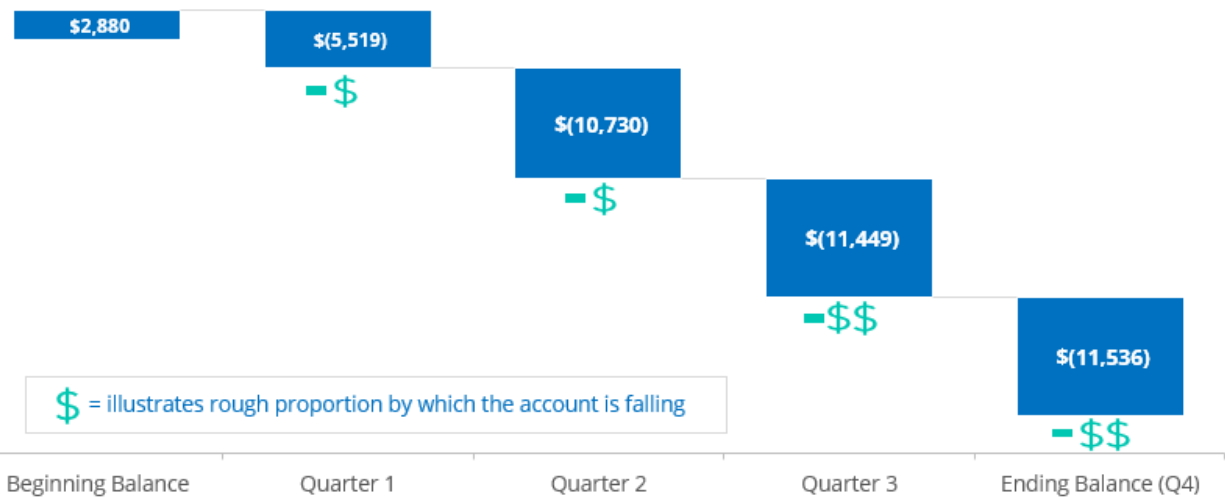 $2,880
$(5,519)
-$
$(10,730)
-$
$(11,449)
-$$
$(11,536)
-$$
$ = illustrates rough proportion by which the account is falling
Beginning Balance
Quarter 1
Quarter 2
Quarter 3
Ending Balance (Q4)